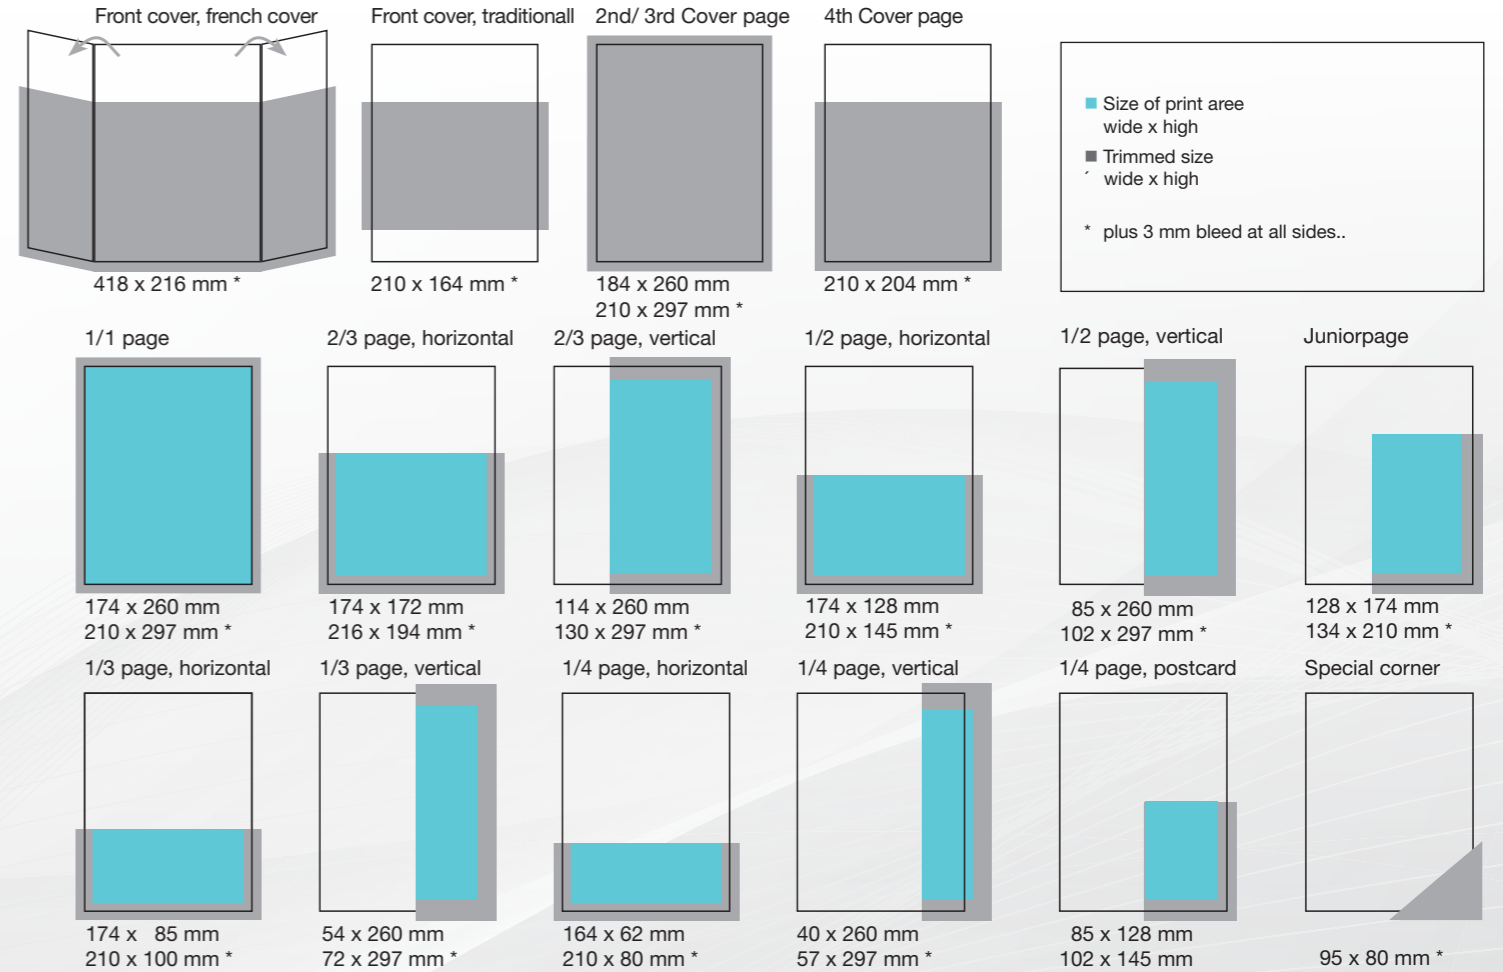 Front cover, french cover
Front cover, traditionall
2nd/ 3rd Cover page
4th Cover page
Size of print aree
wide x high
Trimmed size
´ wide x high
* plus 3 mm bleed at all sides..
418 x 216 mm *
210 x 164 mm *
184 x 260 mm
210 x 297 mm *
210 x 204 mm *
1/1 page
2/3 page, horizontal
2/3 page, vertical
1/2 page, horizontal
1/2 page, vertical
Juniorpage
174 x 260 mm
210 x 297 mm *
174 x 172 mm
216 x 194 mm *
114 x 260 mm
130 x 297 mm *
174 x 128 mm
210 x 145 mm *
85 x 260 mm
102 x 297 mm *
128 x 174 mm
134 x 210 mm *
1/3 page, horizontal
1/3 page, vertical
1/4 page, horizontal
1/4 page, vertical
1/4 page, postcard
Special corner
174 x 85 mm
210 x 100 mm *
54 x 260 mm
72 x 297 mm *
164 x 62 mm
210 x 80 mm *
40 x 260 mm
57 x 297 mm *
85 x 128 mm
102 x 145 mm
95 x 80 mm *